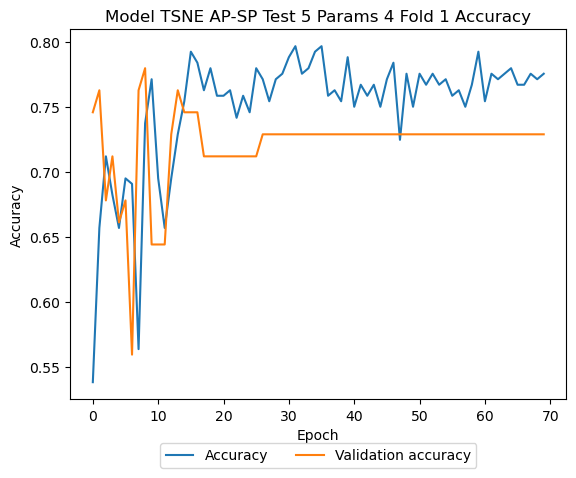 Model TSNE AP-SP Test 5 Params 4 Fold 1 Accuracy
0.80
0.75
0.70
0.65
0.60
0.55
Accuracy
0 10 20 30 40 50 60 70
Epoch
Accuracy Validation accuracy